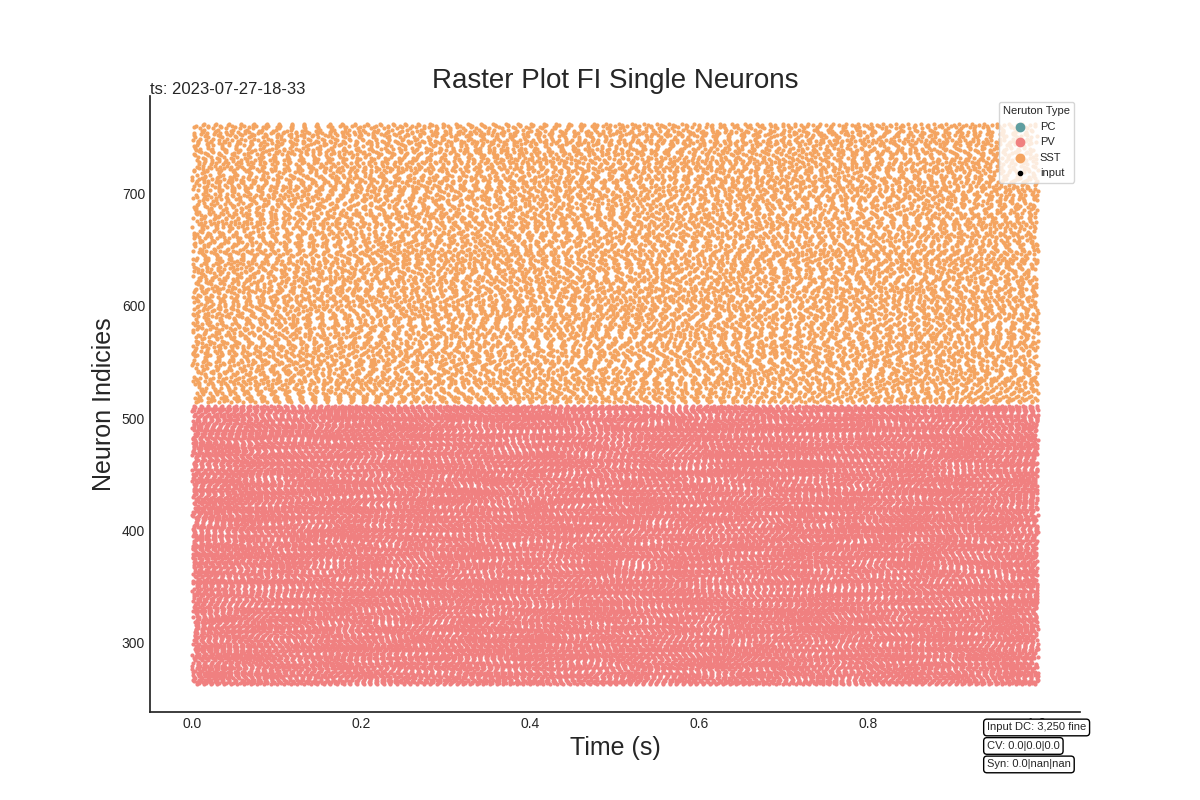 Raster Plot FI Single Neurons
ts: 2023-07-27-18-33
Neruton Type
PC
PV
SST
input
Neuron Indicies
700
600
500
400
300
0.0 0.2 0.4 0.6 0.8
Time (s)
Input DC: 3,250 fine
CV: 0.0|0.0|0.0
Syn: 0.0|nan|nan